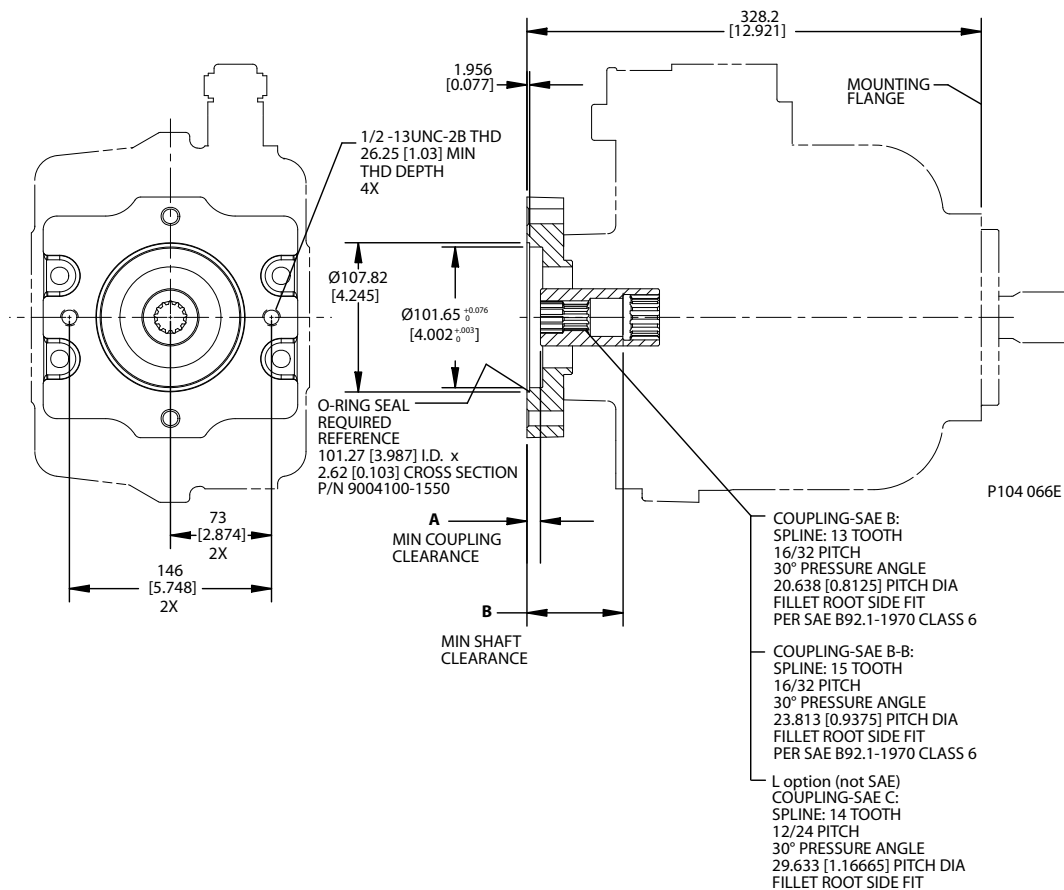 328.2
[12.921]
1.956
[0.077]
MOUNTING
FLANGE
1/2 -13UNC-2B THD
26.25 [1.03] MIN
THD DEPTH
4X
Ø107.82
[4.245]
Ø101.65 +0.076 0
[4.002 +.003 0]
O-RING SEAL
REQUIRED
REFERENCE
101.27 [3.987] I.D. x
2.62 [0.103] CROSS SECTION
P/N 9004100-1550
P104 066E
A
MIN COUPLING
CLEARANCE
73
[2.874]
2X
146
[5.748]
2X
B
MIN SHAFT
CLEARANCE
COUPLING-SAE B:
SPLINE: 13 TOOTH
16/32 PITCH
30° PRESSURE ANGLE
20.638 [0.8125] PITCH DIA
FILLET ROOT SIDE FIT
PER SAE B92.1-1970 CLASS 6
COUPLING-SAE B-B:
SPLINE: 15 TOOTH
16/32 PITCH
30° PRESSURE ANGLE
23.813 [0.9375] PITCH DIA
FILLET ROOT SIDE FIT
PER SAE B92.1-1970 CLASS 6
L option (not SAE)
COUPLING-SAE C:
SPLINE: 14 TOOTH
12/24 PITCH
30° PRESSURE ANGLE
29.633 [1.16665] PITCH DIA
FILLET ROOT SIDE FIT